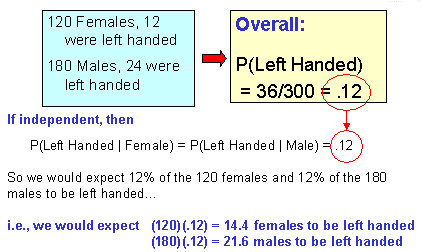 120 Females, 12
were left handed
180 Males, 24 were
left handed
Overall:
P(Left Handed)
= 36/300 = .12
If independent, then
P(Left Handed | Female) = P(Left Handed | Male) = .12
So we would expect 12% of the 120 females and 12% of the 180
males to be left handed…
i.e., we would expect (120)(.12) = 14.4 females to be left handed
(180)(.12) = 21.6 males to be left handed